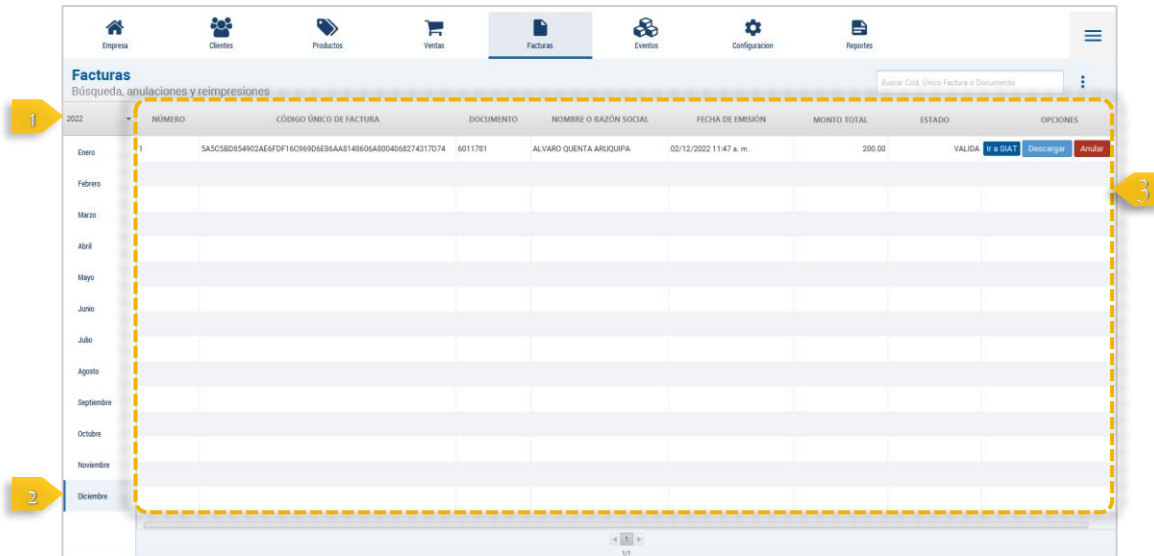 Empresa Clientes Productos Ventas Facturas Eventos Configuracion Reportes
Facturas
Búsqueda, anulaciones y reimpresiones
Buscar Cód. Único Factura o Documento
1
2022 NÚMERO CÓDIGO ÚNICO DE FACTURA DOCUMENTO NOMBRE O RAZÓN SOCIAL FECHA DE EMISIÓN MONTO TOTAL ESTADO OPCIONES
Enero 1 5A5C5BD854902AE6FDF16C969D6E86AA8148606A8004068274317D74 6011781 ALVARO QUENTA ARUQUIPA 02/12/2022 11:47 a. m. 200.00 VALIDA Ir a SIAT Descargar Anular
Febrero
3
Marzo
Abril
Mayo
Junio
Julio
Agosto
Septiembre
Octubre
Noviembre
2
Diciembre
1
1/1